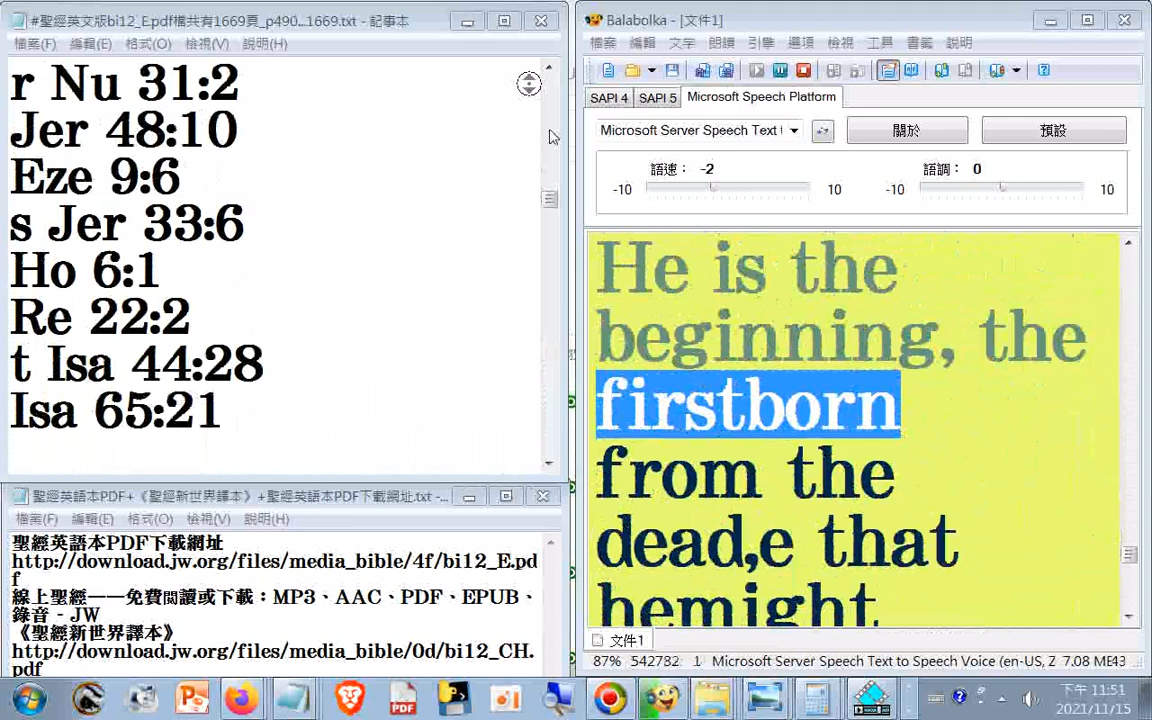 #聖經英文版bi12_E.pdf檔共有1669頁_p490...1669.txt - 記事本
檔案(F) 編輯(E) 格式(O) 檢視(V) 說明(H)
r Nu 31:2
Jer 48:10
Eze 9:6
s Jer 33:6
Ho 6:1
Re 22:2
t Isa 44:28
Isa 65:21
聖經英語本PDF+《聖經新世界譯本》+聖經英語本PDF下載網址.txt - ...
檔案(F) 編輯(E) 格式(O) 檢視(V) 說明(H)
聖經英語本PDF下載網址
http://download.jw.org/files/media_bible/4f/bi12_E.pd
f
線上聖經——免費閱讀或下載：MP3、AAC、PDF、EPUB、
錄音 - JW
《聖經新世界譯本》
http://download.jw.org/files/media_bible/0d/bi12_CH.
pdf
Balabolka - [文件1]
檔案 編輯 文字 朗讀 引擎 選項 檢視 工具 書籤 說明
SAPI 4 SAPI 5 Microsoft Speech Platform
Microsoft Server Speech Text 關於 預設
語速： -2 語調： 0
-10 10 -10 10
He is the
beginning, the
firstborn
from the
dead,e that
hemight
文件1
87% 542782 1 Microsoft Server Speech Text to Speech Voice (en-US, Z 7.08 ME43
下午 11:51
2021/11/15